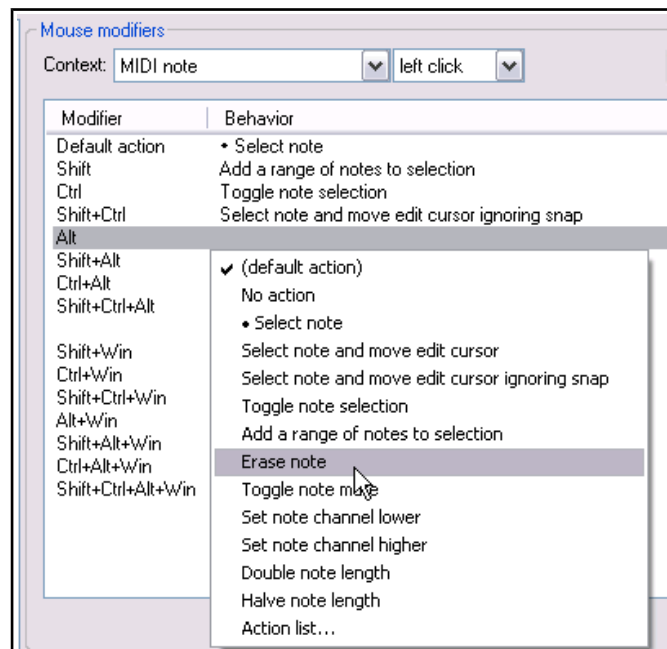 Mouse modifiers
Context: MIDI note left click
Modifier Behavior
Default action • Select note
Shift Add a range of notes to selection
Ctrl Toggle note selection
Shift+Ctrl Select note and move edit cursor ignoring snap
Alt
Shift+Alt
Ctrl+Alt
Shift+Ctrl+Alt
Shift+Win
Ctrl+Win
Shift+Ctrl+Win
Alt+Win
Shift+Alt+Win
Ctrl+Alt+Win
Shift+Ctrl+Alt+Win
✓ (default action)
No action
• Select note
Select note and move edit cursor
Select note and move edit cursor ignoring snap
Toggle note selection
Add a range of notes to selection
Erase note
Toggle note mute
Set note channel lower
Set note channel higher
Double note length
Halve note length
Action list...